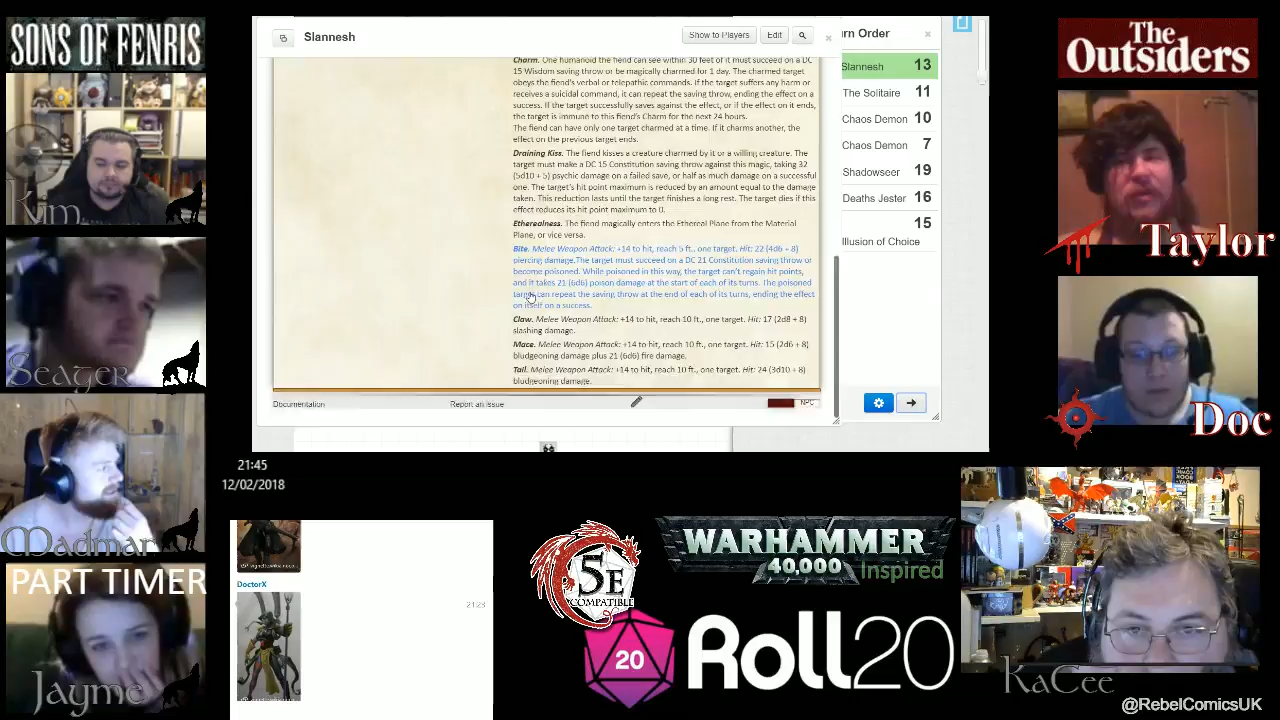 SONS OF FENRIS
Kim
Seager
Madman
PART TIMER
Jayme
Slannesh
Show to Players
Edit
Charm. One humanoid the fiend can see within 30 feet of it must succeed on a DC
15 Wisdom saving throw or be magically charmed for 1 day. The charmed target
obeys the fiend's verbal or telepathic commands. If the target suffers any harm or
receives a suicidal command, it can repeat the saving throw, ending the effect on a
success. If the target successfully saves against the effect, or if the effect on it ends,
the target is immune to this fiend's Charm for the next 24 hours.
The fiend can have only one target charmed at a time. If it charms another, the
effect on the previous target ends.
Draining Kiss. The fiend kisses a creature charmed by it or a willing creature. The
target must make a DC 15 Constitution saving throw against this magic, taking 32
(5d10 + 5) psychic damage on a failed save, or half as much damage on a successful
one. The target's hit point maximum is reduced by an amount equal to the damage
taken. This reduction lasts until the target finishes a long rest. The target dies if this
effect reduces its hit point maximum to 0.
Etherealness. The fiend magically enters the Ethereal Plane from the Material
Plane, or vice versa.
Bite. Melee Weapon Attack: +14 to hit, reach 5 ft., one target. Hit: 22 (4d6 + 8)
piercing damage.The target must succeed on a DC 21 Constitution saving throw or
become poisoned. While poisoned in this way, the target can't regain hit points,
and it takes 21 (6d6) poison damage at the start of each of its turns. The poisoned
target can repeat the saving throw at the end of each of its turns, ending the effect
on itself on a success.
Claw. Melee Weapon Attack: +14 to hit, reach 10 ft., one target. Hit: 17 (2d8 + 8)
slashing damage.
Mace. Melee Weapon Attack: +14 to hit, reach 10 ft., one target. Hit: 15 (2d6 + 8)
bludgeoning damage plus 21 (6d6) fire damage.
Tail. Melee Weapon Attack: +14 to hit, reach 10 ft., one target. Hit: 24 (3d10 + 8)
bludgeoning damage.
Documentation
Report an issue
NPC
urn Order
Slannesh 13
The Solitaire 11
Chaos Demon 10
Chaos Demon 7
Shadowseer 19
Deaths Jester 16
15
Illusion of Choice
The
Outsiders
Taylor
Doc
KaCee
@RebelComicsUK
21:45
12/02/2018
DoctorX
21:23
5E
COMPATIBLE
WARHAMMER
40,000 Inspired
20
Roll20